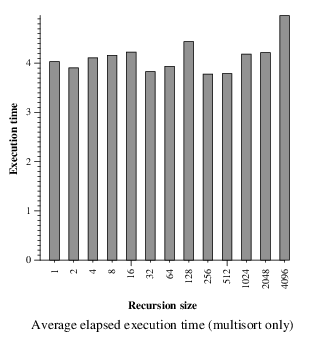 Execution time
4
3
2
1
0
1 2 4 8 16 32 64 128 256 512 1024 2048 4096
Recursion size
Average elapsed execution time (multisort only)